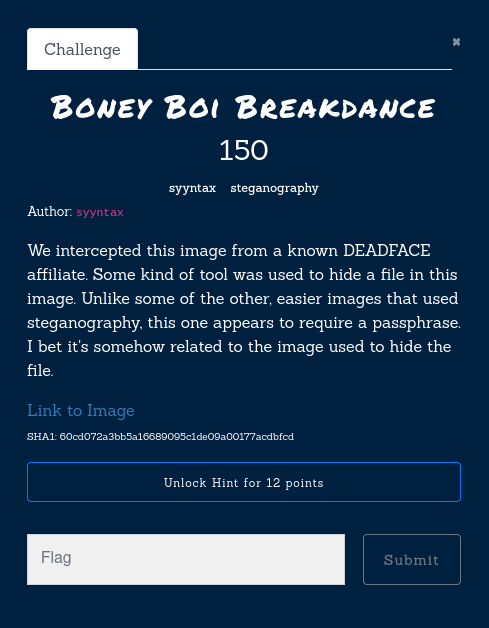 Challenge
×
Boney Boi Breakdance
150
syyntax steganography
Author: syyntax
We intercepted this image from a known DEADFACE
affiliate. Some kind of tool was used to hide a file in this
image. Unlike some of the other, easier images that used
steganography, this one appears to require a passphrase.
I bet it's somehow related to the image used to hide the
file.
Link to Image
SHA1: 60cd072a3bb5a16689095c1de09a00177acdbfcd
Unlock Hint for 12 points
Flag
Submit